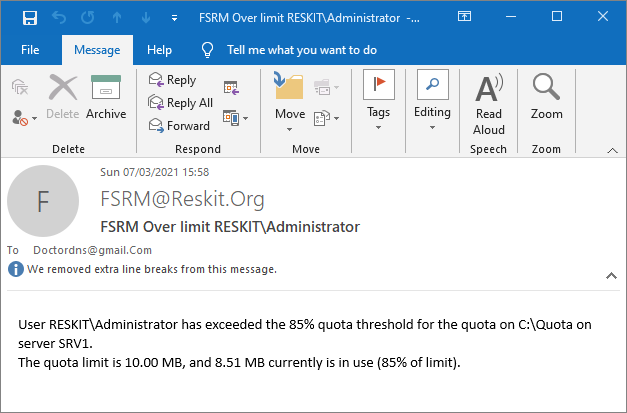 FSRM Over limit RESKIT\Administrator -...
File Message Help Tell me what you want to do
Delete Archive
Delete
Reply
Reply All
Forward
Respond
Move
Move
Tags
Editing
Read Aloud
Speech
Zoom
Zoom
F
Sun 07/03/2021 15:58
FSRM@Reskit.Org
FSRM Over limit RESKIT\Administrator
To Doctordns@gmail.Com
We removed extra line breaks from this message.
User RESKIT\Administrator has exceeded the 85% quota threshold for the quota on C:\Quota on
server SRV1.
The quota limit is 10.00 MB, and 8.51 MB currently is in use (85% of limit).